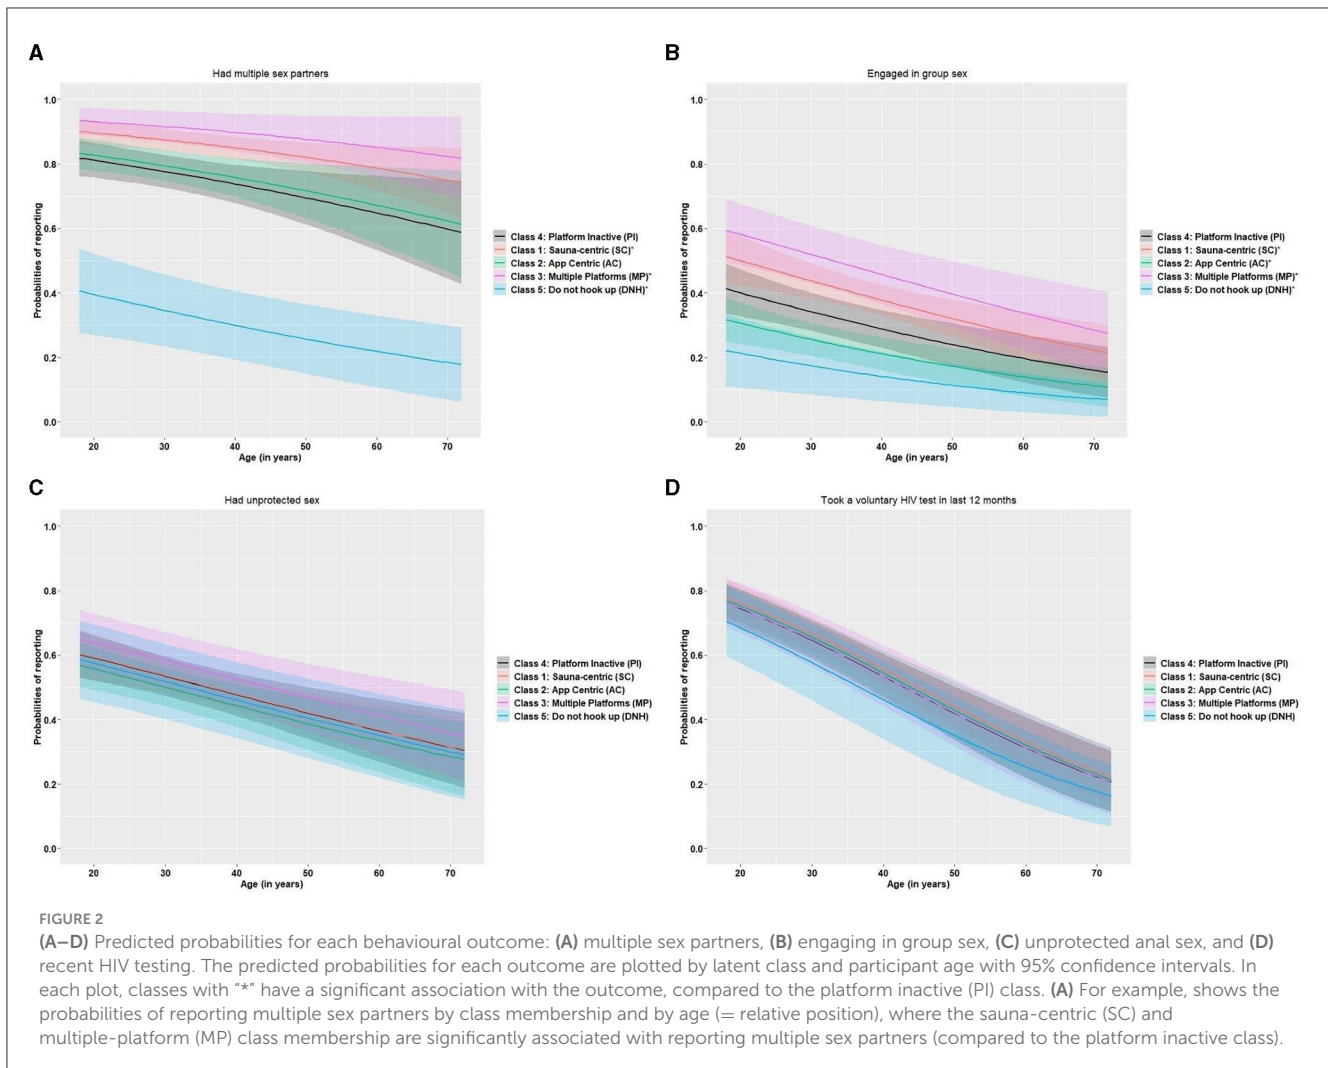 A
Had multiple sex partners
1.0
0.8
0.6
0.4
0.2
0.0
Probabilities of reporting
20 30 40 50 60 70
Age (in years)
Class 4: Platform Inactive (PI)
Class 1: Sauna-centric (SC)*
Class 2: App Centric (AC)
Class 3: Multiple Platforms (MP)*
Class 5: Do not hook up (DNH)*
B
Engaged in group sex
1.0
0.8
0.6
0.4
0.2
0.0
Probabilities of reporting
20 30 40 50 60 70
Age (in years)
Class 4: Platform Inactive (PI)
Class 1: Sauna-centric (SC)*
Class 2: App Centric (AC)*
Class 3: Multiple Platforms (MP)*
Class 5: Do not hook up (DNH)*
C
Had unprotected sex
1.0
0.8
0.6
0.4
0.2
0.0
Probabilities of reporting
20 30 40 50 60 70
Age (in years)
Class 4: Platform Inactive (PI)
Class 1: Sauna-centric (SC)
Class 2: App Centric (AC)
Class 3: Multiple Platforms (MP)
Class 5: Do not hook up (DNH)
D
Took a voluntary HIV test in last 12 months
1.0
0.8
0.6
0.4
0.2
0.0
Probabilities of reporting
20 30 40 50 60 70
Age (in years)
Class 4: Platform Inactive (PI)
Class 1: Sauna-centric (SC)
Class 2: App Centric (AC)
Class 3: Multiple Platforms (MP)
Class 5: Do not hook up (DNH)
FIGURE 2
(A–D) Predicted probabilities for each behavioural outcome: (A) multiple sex partners, (B) engaging in group sex, (C) unprotected anal sex, and (D)
recent HIV testing. The predicted probabilities for each outcome are plotted by latent class and participant age with 95% confidence intervals. In
each plot, classes with "*" have a significant association with the outcome, compared to the platform inactive (PI) class. (A) For example, shows the
probabilities of reporting multiple sex partners by class membership and by age (= relative position), where the sauna-centric (SC) and
multiple-platform (MP) class membership are significantly associated with reporting multiple sex partners (compared to the platform inactive class).